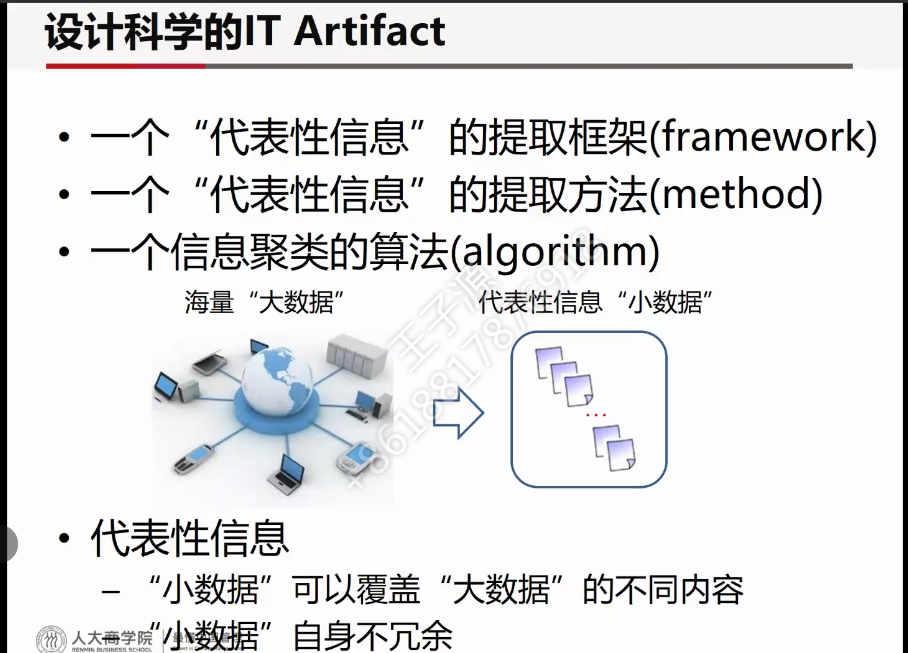 设计科学的IT Artifact
• 一个“代表性信息”的提取框架(framework)
• 一个“代表性信息”的提取方法(method)
• 一个信息聚类的算法(algorithm)
海量“大数据”
代表性信息“小数据”
王子源
...
• 代表性信息
– “小数据”可以覆盖“大数据”的不同内容
– “小数据”自身不冗余
人大商学院
RENMIN BUSINESS SCHOOL